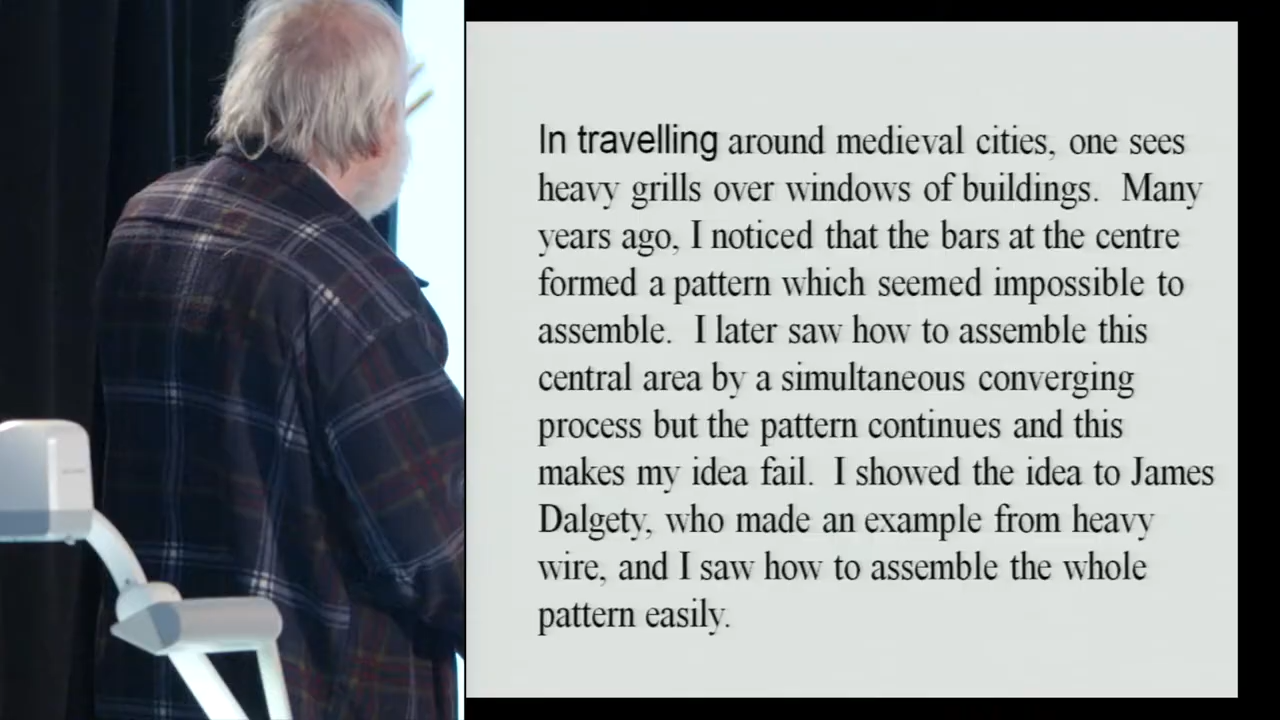 In travelling around medieval cities, one sees
heavy grills over windows of buildings.  Many
years ago, I noticed that the bars at the centre
formed a pattern which seemed impossible to
assemble.  I later saw how to assemble this
central area by a simultaneous converging
process but the pattern continues and this
makes my idea fail.  I showed the idea to James
Dalgety, who made an example from heavy
wire, and I saw how to assemble the whole
pattern easily.